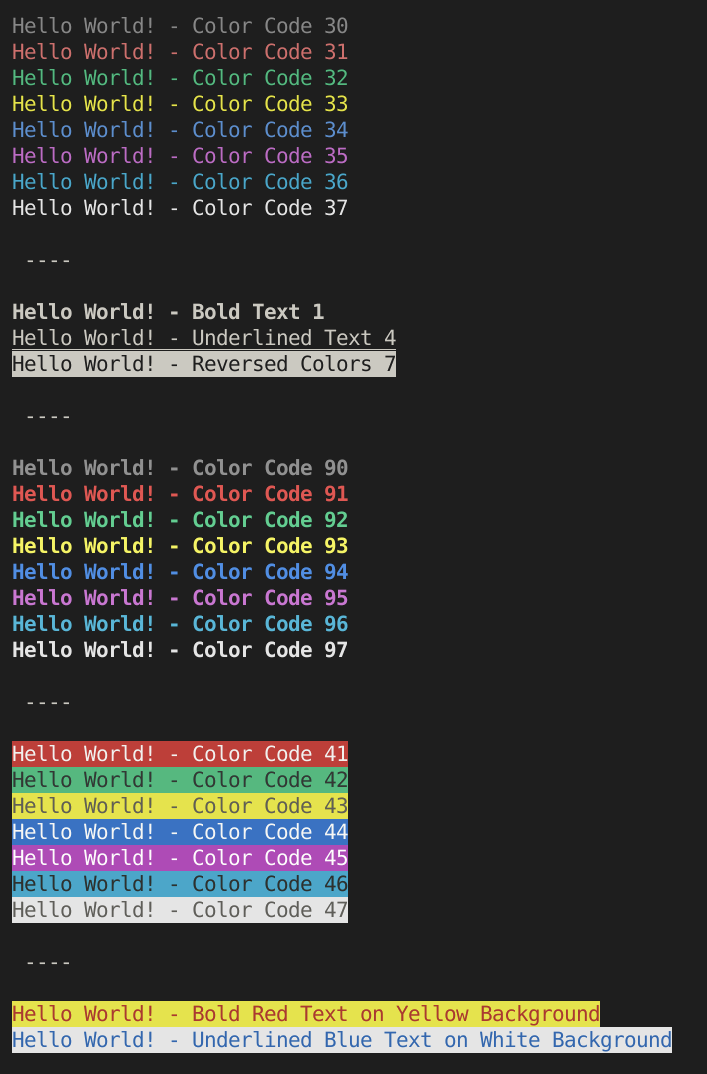 Hello World! - Color Code 30
Hello World! - Color Code 31
Hello World! - Color Code 32
Hello World! - Color Code 33
Hello World! - Color Code 34
Hello World! - Color Code 35
Hello World! - Color Code 36
Hello World! - Color Code 37
----
Hello World! - Bold Text 1
Hello World! - Underlined Text 4
Hello World! - Reversed Colors 7
----
Hello World! - Color Code 90
Hello World! - Color Code 91
Hello World! - Color Code 92
Hello World! - Color Code 93
Hello World! - Color Code 94
Hello World! - Color Code 95
Hello World! - Color Code 96
Hello World! - Color Code 97
----
Hello World! - Color Code 41
Hello World! - Color Code 42
Hello World! - Color Code 43
Hello World! - Color Code 44
Hello World! - Color Code 45
Hello World! - Color Code 46
Hello World! - Color Code 47
----
Hello World! - Bold Red Text on Yellow Background
Hello World! - Underlined Blue Text on White Background